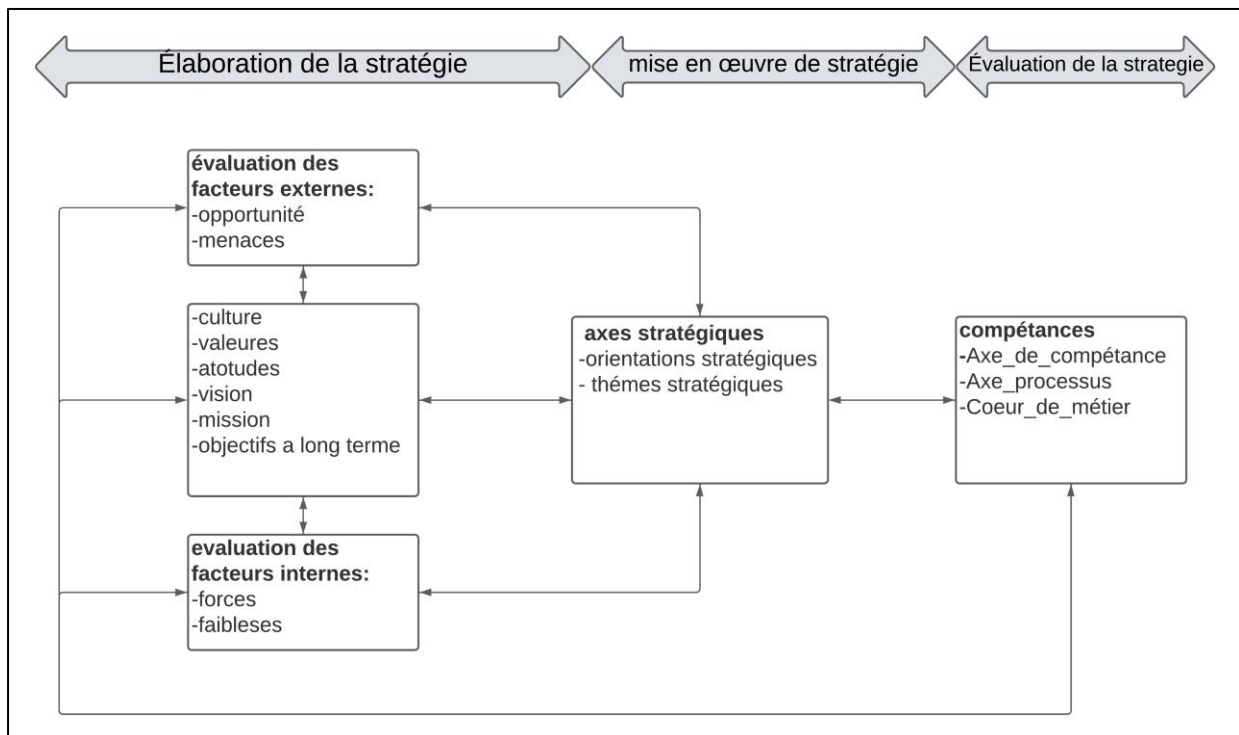 Élaboration de la stratégie
mise en œuvre de stratégie
Évaluation de la strategie
évaluation des
facteurs externes:
-opportunité
-menaces
-culture
-valeures
-atotudes
-vision
-mission
-objectifs a long terme
evaluation des
facteurs internes:
-forces
-faibleses
axes stratégiques
-orientations stratégiques
- thémes stratégiques
compétances
-Axe_de_compétance
-Axe_processus
-Coeur_de_métier